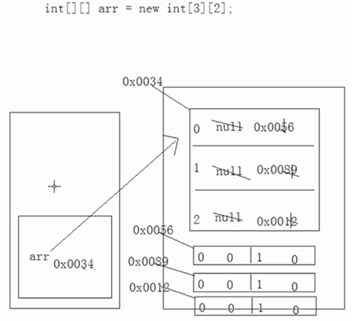 int[][] arr = new int[3][2];
0x0034
0 null 0x0056
1 null 0x0089
2 null 0x0012
arr 0x0034
0x0056
0 0 1 0
0x0089
0 0 1 0
0x0012
0 0 1 0